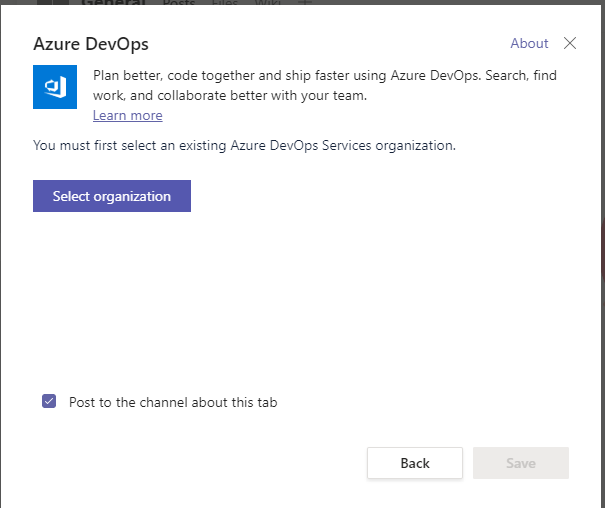 General Posts Files Wiki
Azure DevOps
About
Plan better, code together and ship faster using Azure DevOps. Search, find
work, and collaborate better with your team.
Learn more
You must first select an existing Azure DevOps Services organization.
Select organization
Post to the channel about this tab
Back
Save